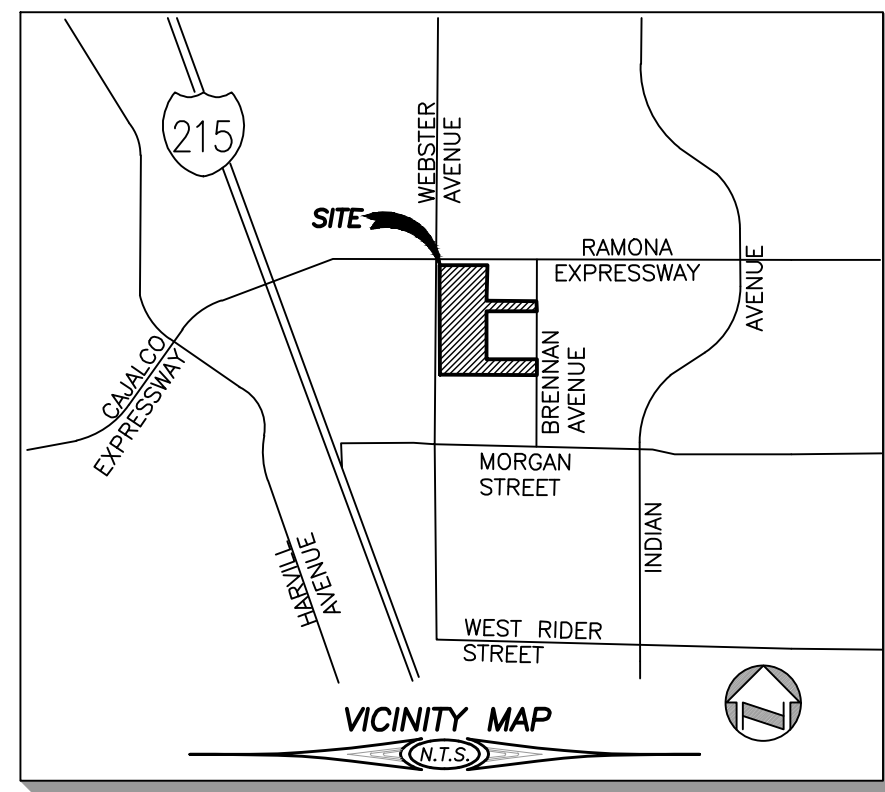 215
WEBSTER
AVENUE
SITE
RAMONA
EXPRESSWAY
AVENUE
CAJALCO
EXPRESSWAY
BRENNAN
AVENUE
MORGAN
STREET
INDIAN
HARVILL
AVENUE
WEST RIDER
STREET
N
VICINITY MAP
N.T.S.